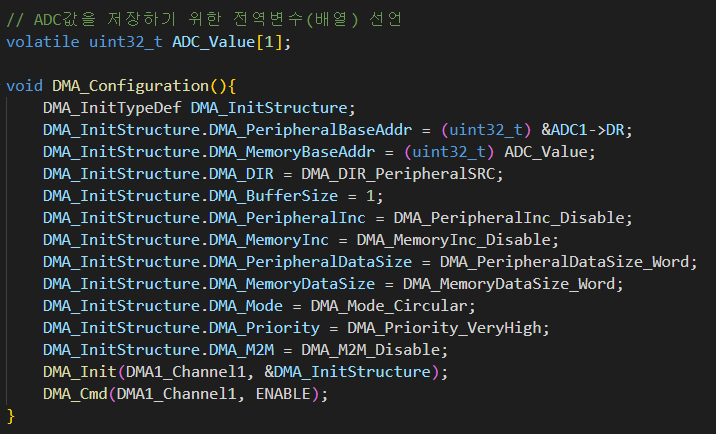 // ADC값을 저장하기 위한 전역변수(배열) 선언
volatile uint32_t ADC_Value[1];
void DMA_Configuration(){
DMA_InitTypeDef DMA_InitStructure;
DMA_InitStructure.DMA_PeripheralBaseAddr = (uint32_t) &ADC1->DR;
DMA_InitStructure.DMA_MemoryBaseAddr = (uint32_t) ADC_Value;
DMA_InitStructure.DMA_DIR = DMA_DIR_PeripheralSRC;
DMA_InitStructure.DMA_BufferSize = 1;
DMA_InitStructure.DMA_PeripheralInc = DMA_PeripheralInc_Disable;
DMA_InitStructure.DMA_MemoryInc = DMA_MemoryInc_Disable;
DMA_InitStructure.DMA_PeripheralDataSize = DMA_PeripheralDataSize_Word;
DMA_InitStructure.DMA_MemoryDataSize = DMA_MemoryDataSize_Word;
DMA_InitStructure.DMA_Mode = DMA_Mode_Circular;
DMA_InitStructure.DMA_Priority = DMA_Priority_VeryHigh;
DMA_InitStructure.DMA_M2M = DMA_M2M_Disable;
DMA_Init(DMA1_Channel1, &DMA_InitStructure);
DMA_Cmd(DMA1_Channel1, ENABLE);
}